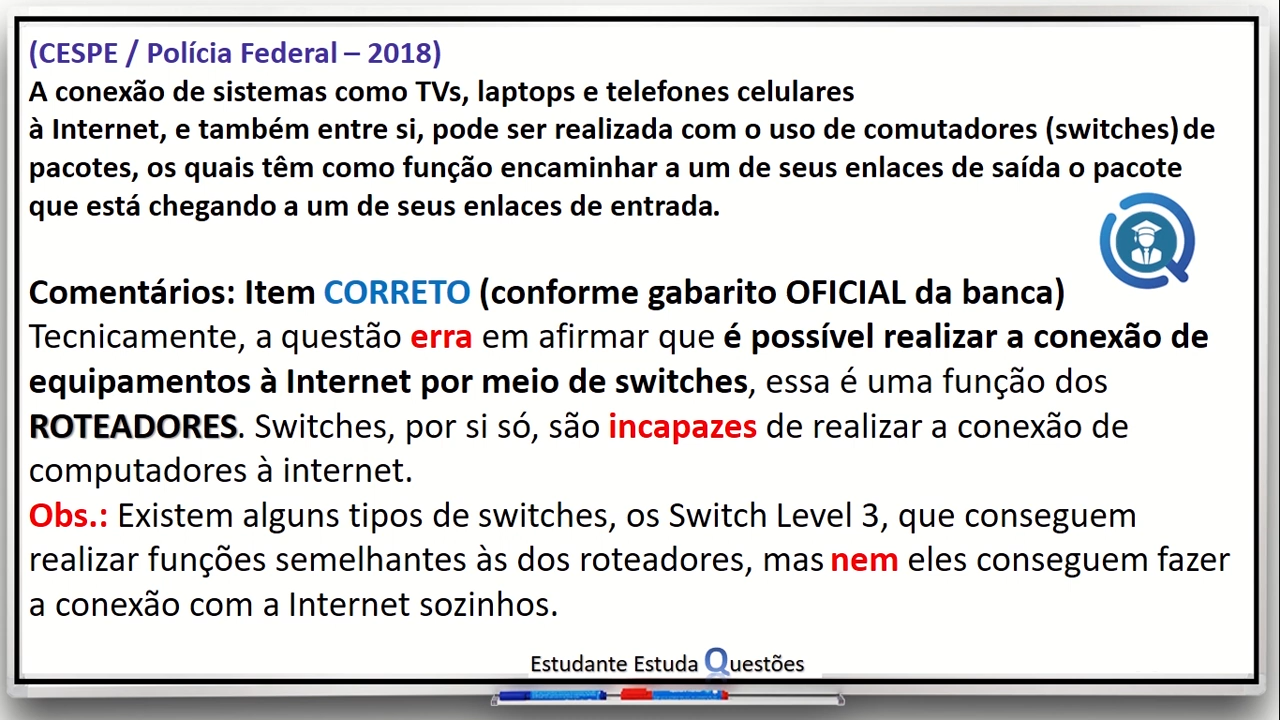 (CESPE / Polícia Federal – 2018)
A conexão de sistemas como TVs, laptops e telefones celulares
à Internet, e também entre si, pode ser realizada com o uso de comutadores (switches) de
pacotes, os quais têm como função encaminhar a um de seus enlaces de saída o pacote
que está chegando a um de seus enlaces de entrada.
Comentários: Item CORRETO (conforme gabarito OFICIAL da banca)
Tecnicamente, a questão erra em afirmar que é possível realizar a conexão de
equipamentos à Internet por meio de switches, essa é uma função dos
ROTEADORES. Switches, por si só, são incapazes de realizar a conexão de
computadores à internet.
Obs.: Existem alguns tipos de switches, os Switch Level 3, que conseguem
realizar funções semelhantes às dos roteadores, mas nem eles conseguem fazer
a conexão com a Internet sozinhos.
Estudante Estuda Questões